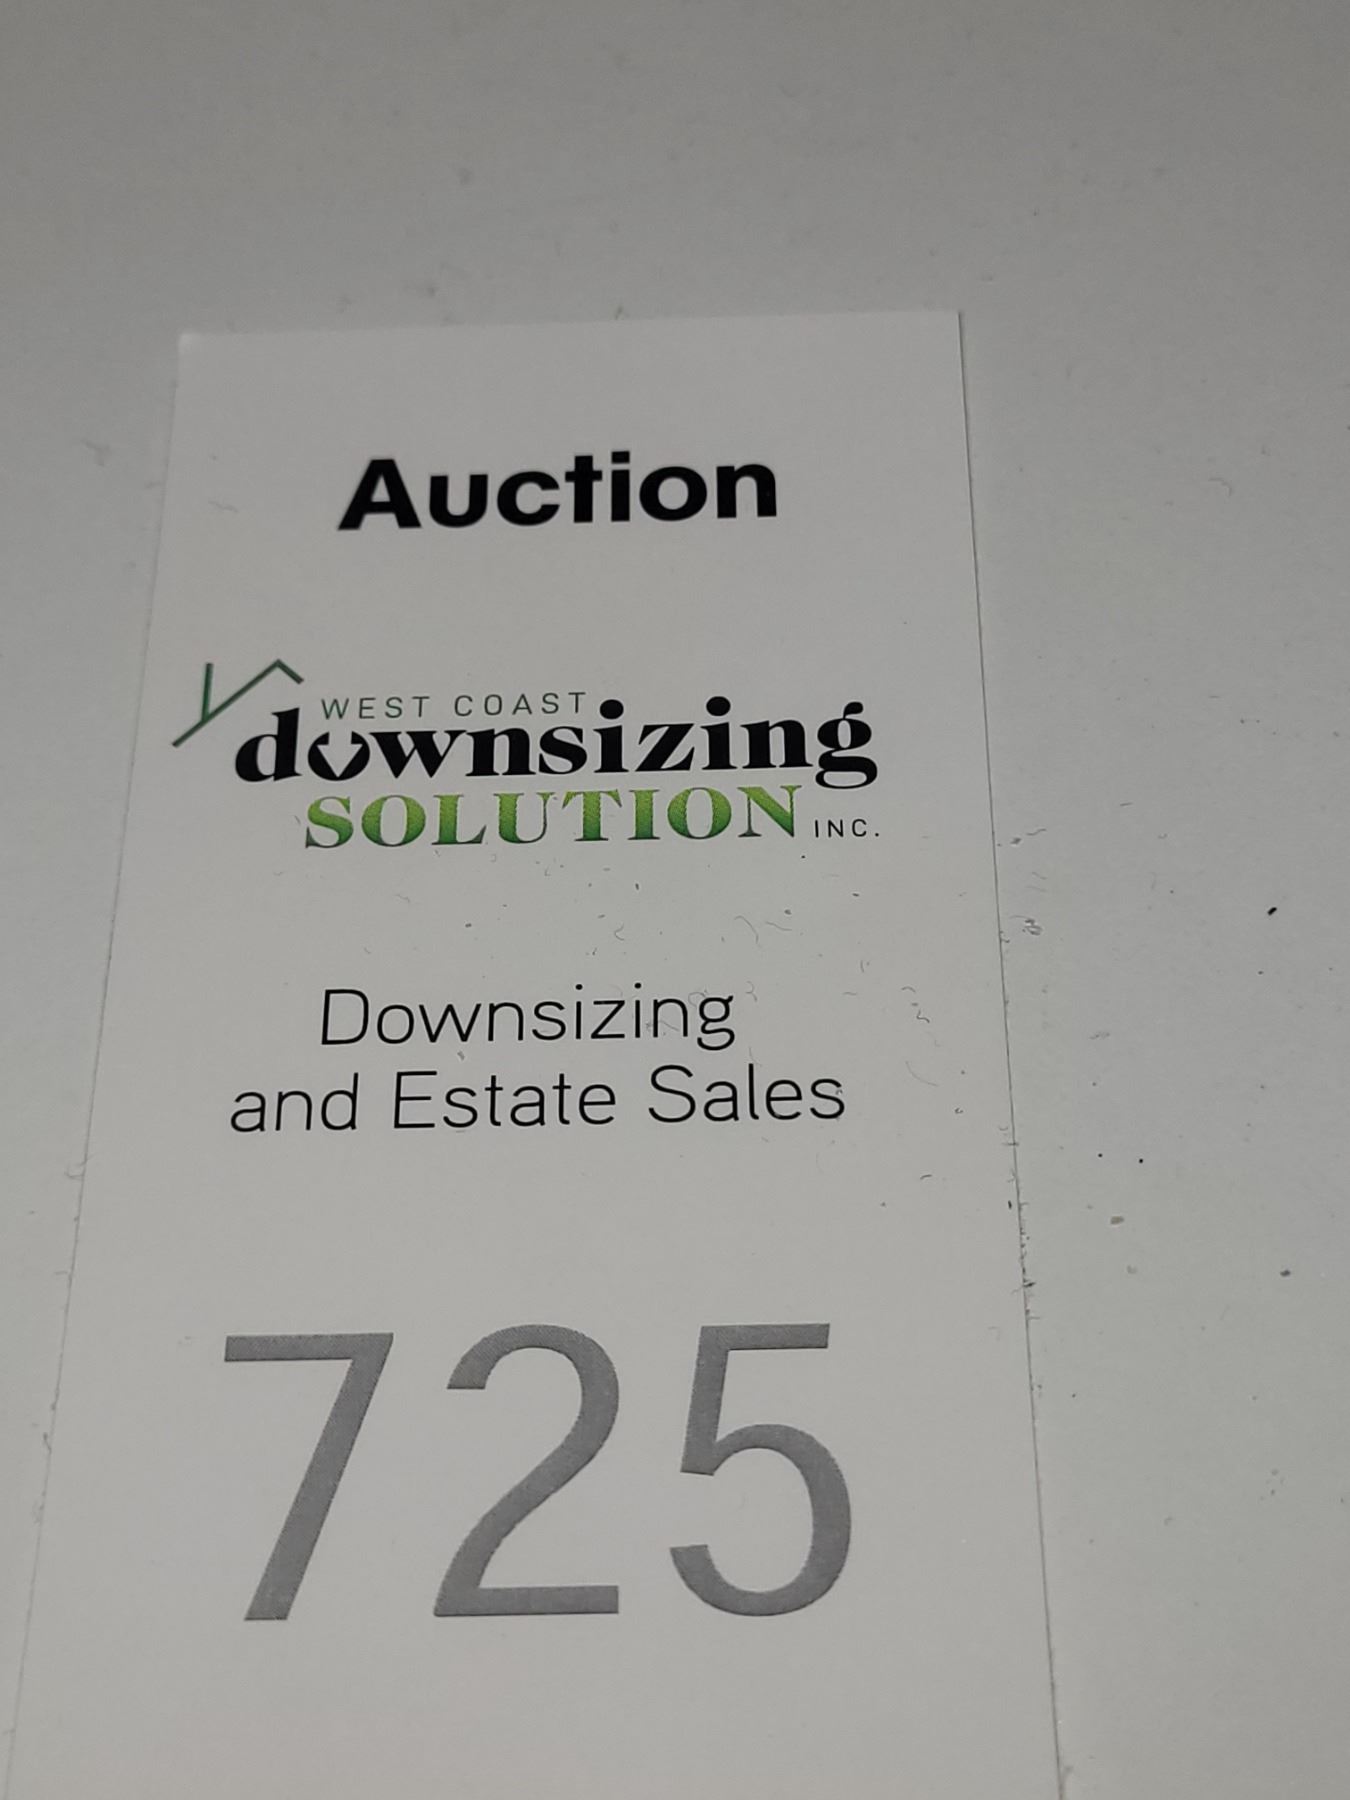 Auction
WEST COAST
downsizing
SOLUTION INC.
Downsizing
and Estate Sales
725